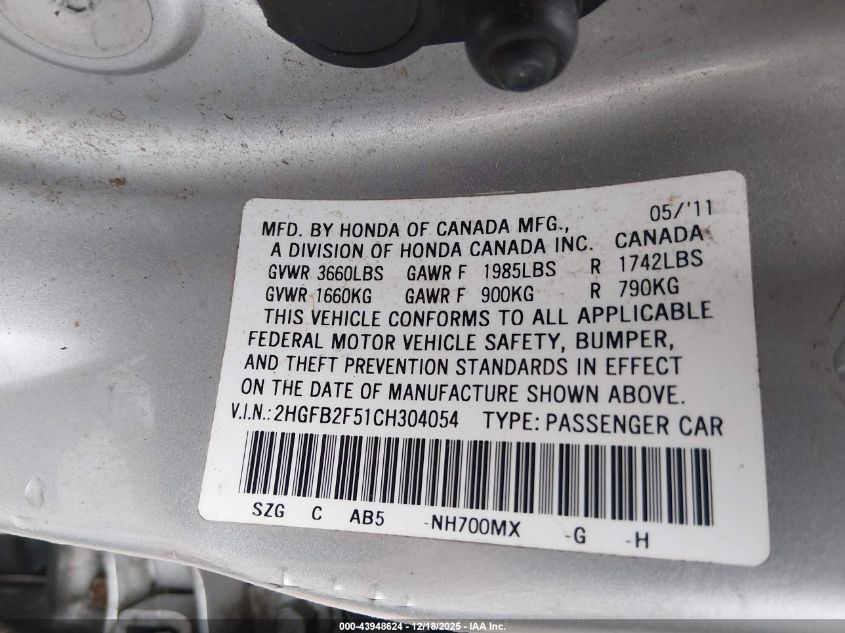 05/'11
MFD. BY HONDA OF CANADA MFG.,
A DIVISION OF HONDA CANADA INC. CANADA
GVWR 3660LBS GAWR F 1985LBS R 1742LBS
GVWR 1660KG GAWR F 900KG R 790KG
THIS VEHICLE CONFORMS TO ALL APPLICABLE
FEDERAL MOTOR VEHICLE SAFETY, BUMPER,
AND THEFT PREVENTION STANDARDS IN EFFECT
ON THE DATE OF MANUFACTURE SHOWN ABOVE.
V.I.N.: 2HGFB2F51CH304054 TYPE: PASSENGER CAR
SZG C AB5 -NH700MX -G -H
000-43948624 | 12/18/2025 - IAA Inc.